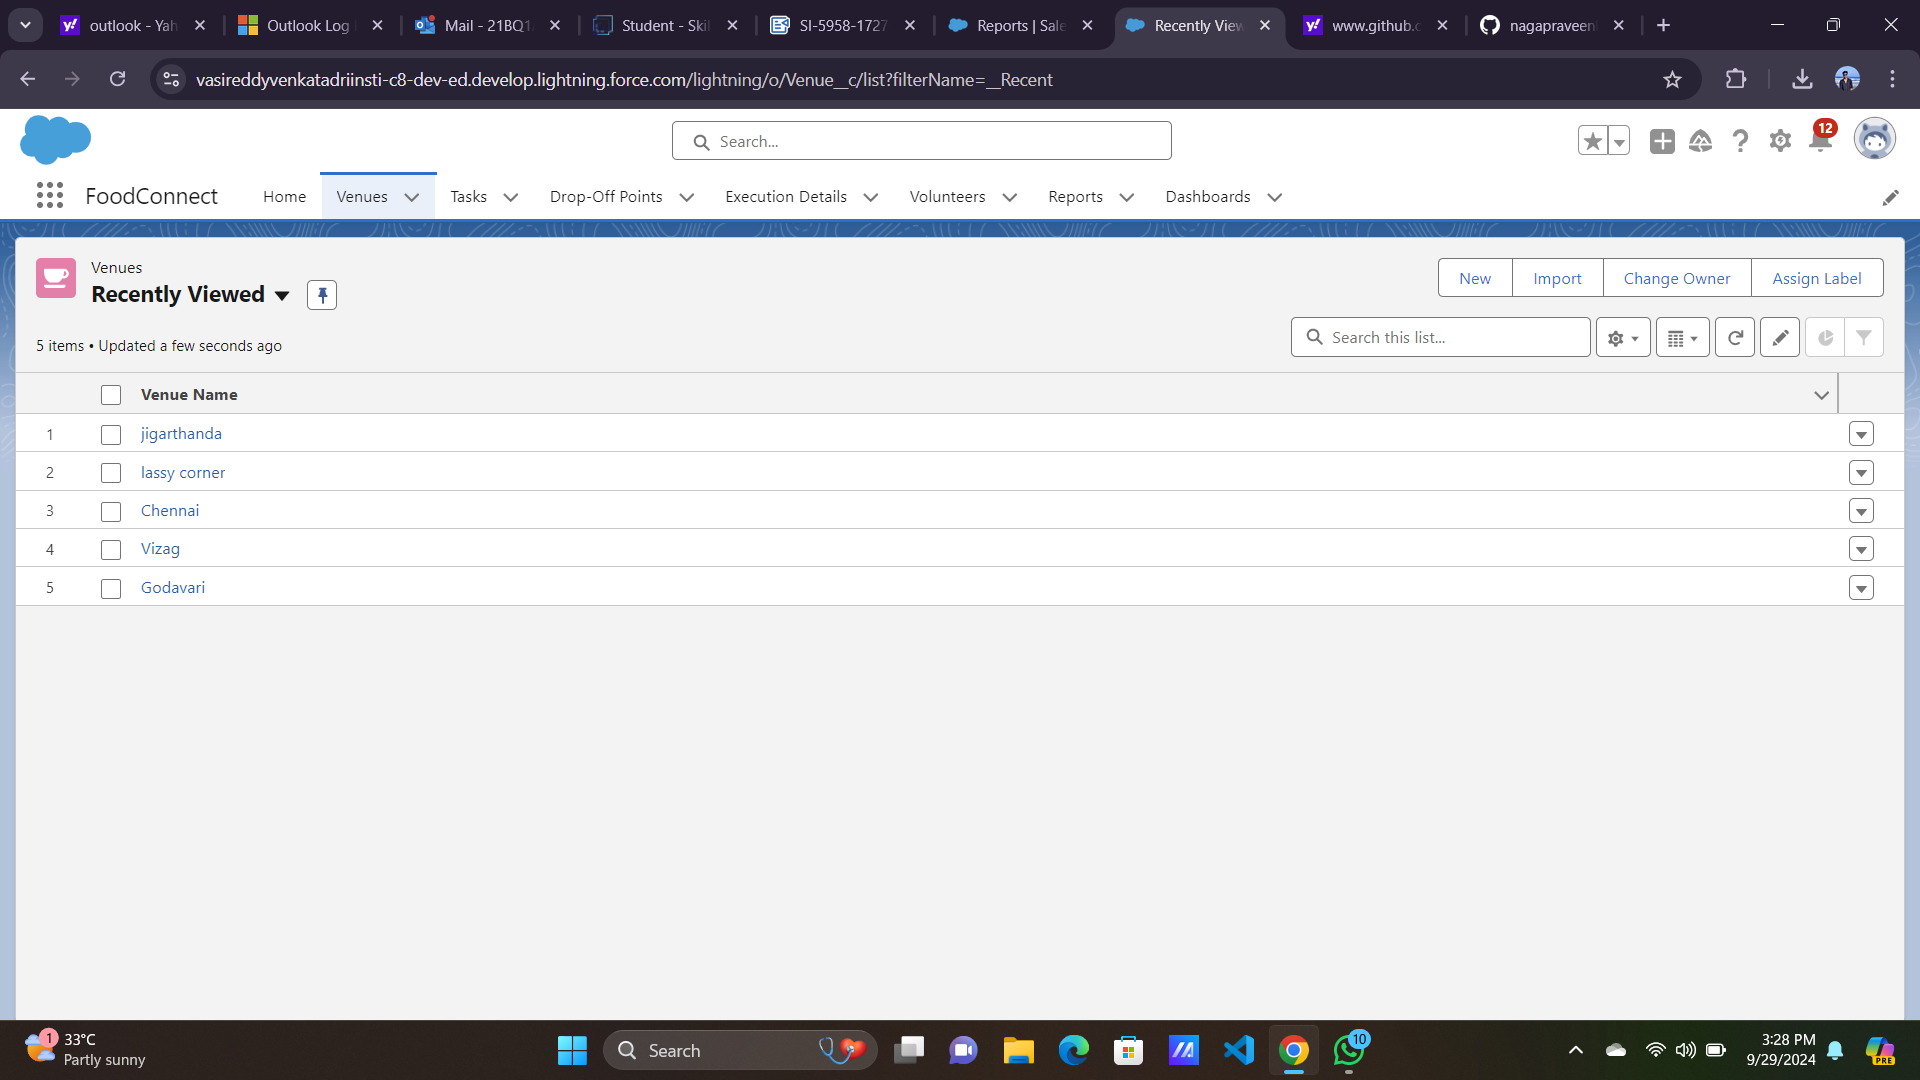 outlook - Yah
Outlook Log
Mail - 21BQ1
Student - Skil
SI-5958-1727
Reports | Sale
Recently View
www.github.c
nagapraveen
vasireddyvenkatadriinsti-c8-dev-ed.develop.lightning.force.com/lightning/o/Venue__c/list?filterName=__Recent
Search...
12
FoodConnect
Home
Venues
Tasks
Drop-Off Points
Execution Details
Volunteers
Reports
Dashboards
Venues
Recently Viewed
New
Import
Change Owner
Assign Label
5 items • Updated a few seconds ago
Search this list...
Venue Name
1 jigarthanda
2 lassy corner
3 Chennai
4 Vizag
5 Godavari
1
33°C
Partly sunny
Search
10
3:28 PM
9/29/2024
PRE